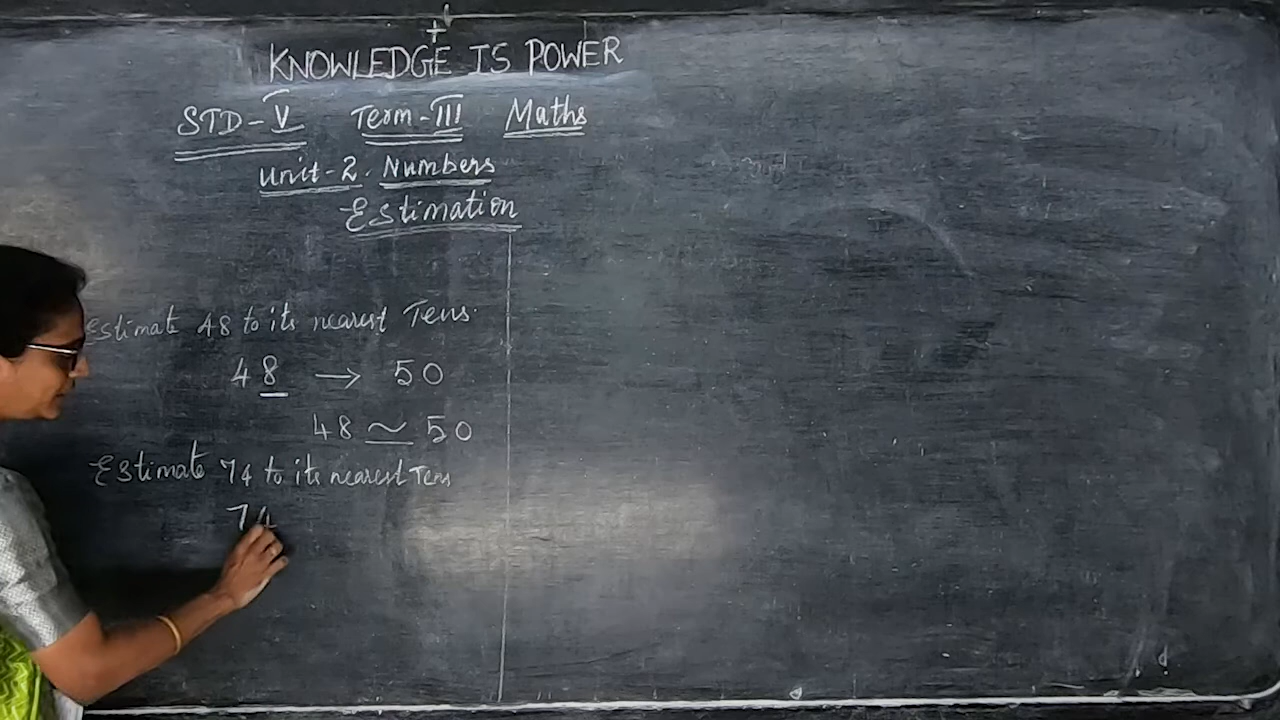 KNOWLEDGE IS POWER
STD-V Term-III Maths
Unit-2. Numbers
Estimation
Estimate 48 to its nearest Tens.
48 → 50
48 ~ 50
Estimate 74 to its nearest Tens
74